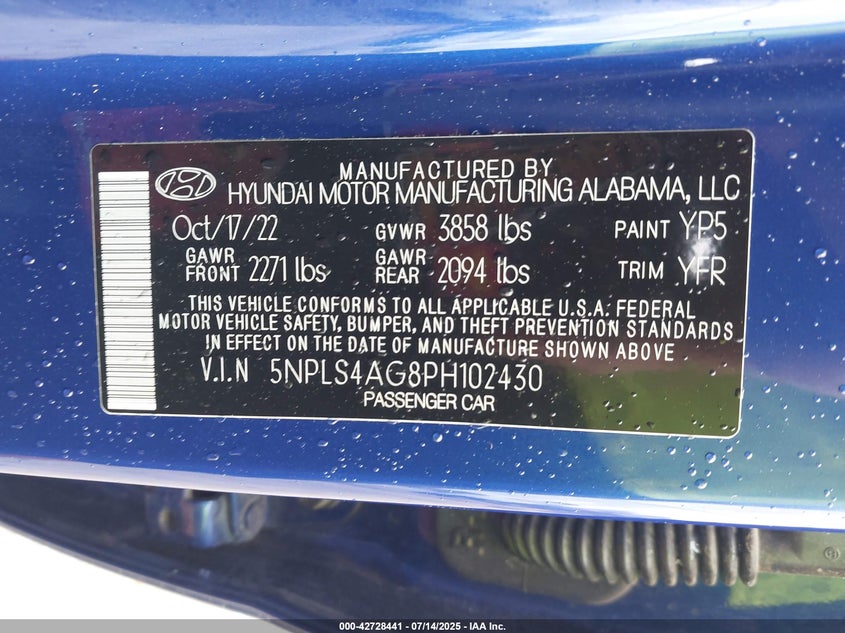 MANUFACTURED BY
HYUNDAI MOTOR MANUFACTURING ALABAMA, LLC
Oct/17/22 GVWR 3858 lbs PAINT YP5
GAWR FRONT 2271 lbs GAWR REAR 2094 lbs TRIM YFR
THIS VEHICLE CONFORMS TO ALL APPLICABLE U.S.A. FEDERAL
MOTOR VEHICLE SAFETY, BUMPER, AND THEFT PREVENTION STANDARDS
IN EFFECT ON THE DATE OF MANUFACTURE SHOWN ABOVE
V.I.N 5NPLS4AG8PH102430
PASSENGER CAR
000-42728441 - 07/14/2025 - IAA Inc.